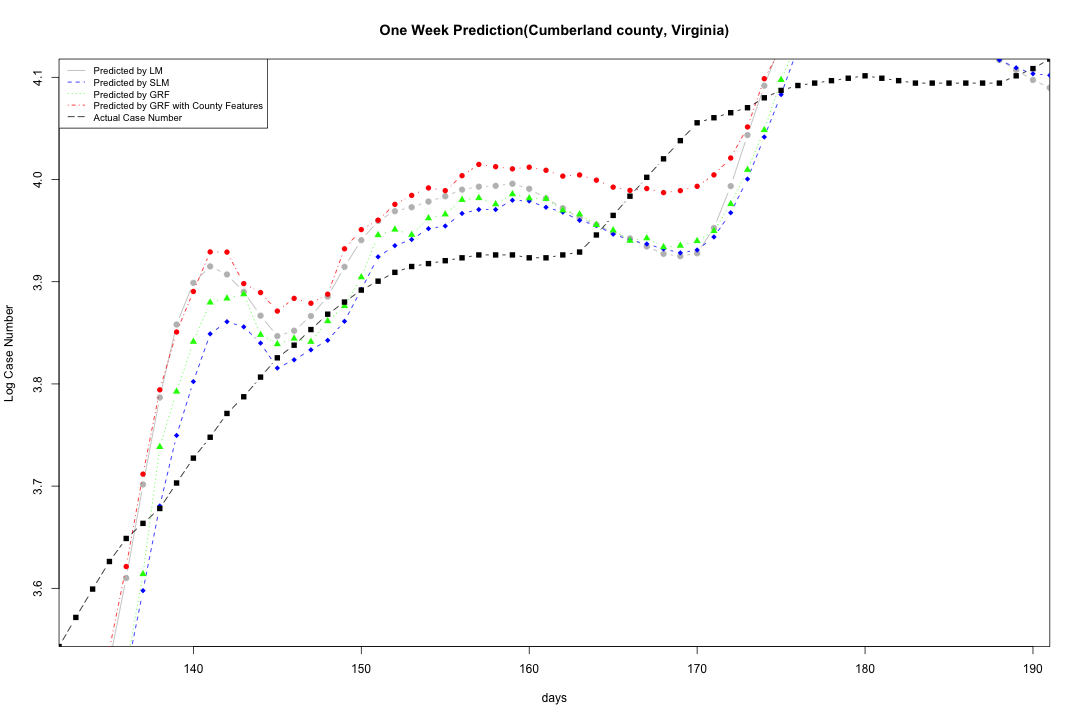 One Week Prediction(Cumberland county, Virginia)
Predicted by LM
Predicted by SLM
Predicted by GRF
Predicted by GRF with County Features
Actual Case Number
4.1
4.0
3.9
3.8
3.7
3.6
Log Case Number
140 150 160 170 180 190
days